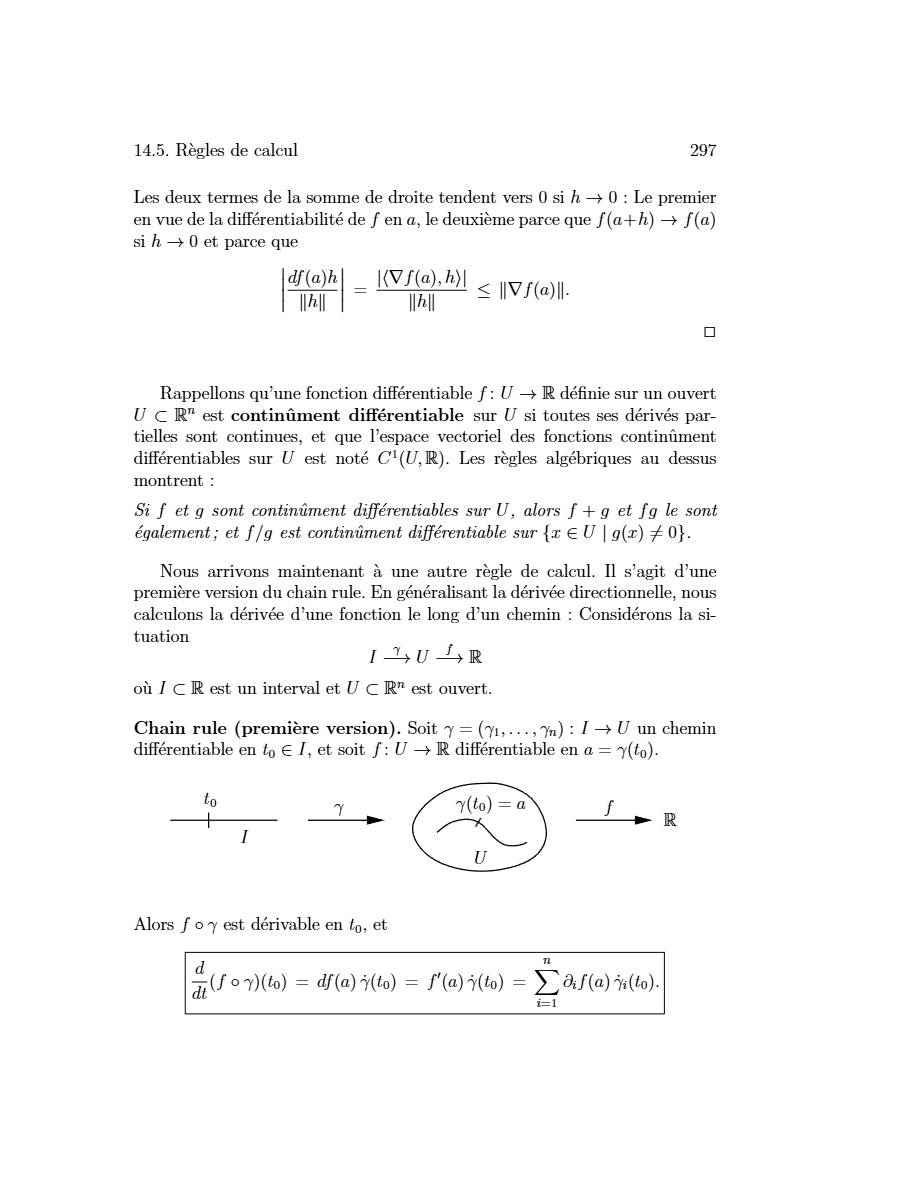 14.5. Règles de calcul 297
Les deux termes de la somme de droite tendent vers 0 si h → 0 : Le premier
en vue de la différentiabilité de f en a, le deuxième parce que f(a+h) → f(a)
si h → 0 et parce que
|df(a)h / ‖h‖| = |⟨∇f(a), h⟩| / ‖h‖ ≤ ‖∇f(a)‖.
□
Rappellons qu'une fonction différentiable f : U → ℝ définie sur un ouvert
U ⊂ ℝⁿ est continûment différentiable sur U si toutes ses dérivés par-
tielles sont continues, et que l'espace vectoriel des fonctions continûment
différentiables sur U est noté C¹(U, ℝ). Les règles algébriques au dessus
montrent :
Si f et g sont continûment différentiables sur U, alors f + g et fg le sont
également ; et f/g est continûment différentiable sur {x ∈ U | g(x) ≠ 0}.
Nous arrivons maintenant à une autre règle de calcul. Il s'agit d'une
première version du chain rule. En généralisant la dérivée directionnelle, nous
calculons la dérivée d'une fonction le long d'un chemin : Considérons la si-
tuation
I —γ→ U —f→ ℝ
où I ⊂ ℝ est un interval et U ⊂ ℝⁿ est ouvert.
Chain rule (première version). Soit γ = (γ₁, . . . , γₙ) : I → U un chemin
différentiable en t₀ ∈ I, et soit f : U → ℝ différentiable en a = γ(t₀).
t₀ γ γ(t₀) = a f ℝ
I U
Alors f ∘ γ est dérivable en t₀, et
d/dt (f ∘ γ)(t₀) = df(a) γ̇(t₀) = f′(a) γ̇(t₀) = ∑ᵢ₌₁ⁿ ∂ᵢf(a) γ̇ᵢ(t₀).